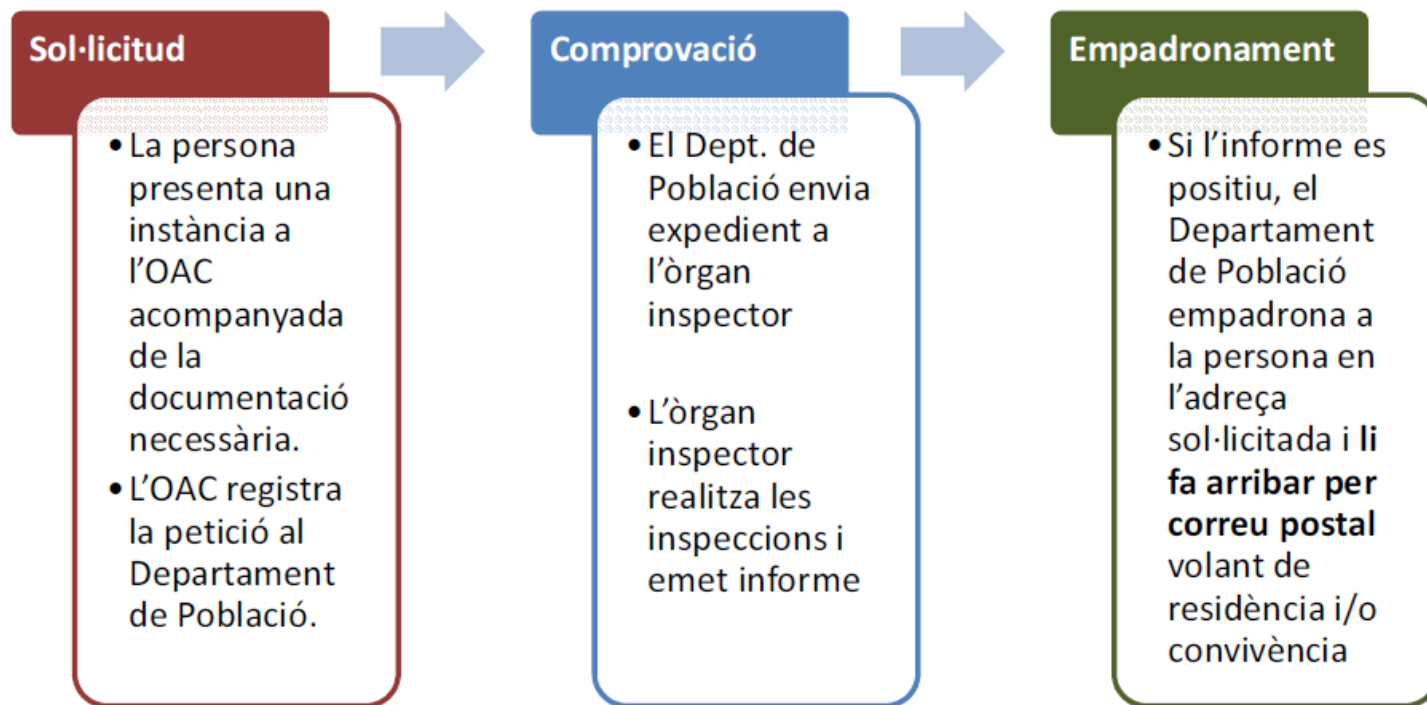 Sol·licitud
• La persona
presenta una
instància a
l'OAC
acompanyada
de la
documentació
necessària.
• L'OAC registra
la petició al
Departament
de Població.
Comprovació
• El Dept. de
Població envia
expedient a
l'òrgan
inspector
• L'òrgan
inspector
realitza les
inspeccions i
emet informe
Empadronament
• Si l'informe es
positiu, el
Departament
de Població
empadrona a
la persona en
l'adreça
sol·licitada i li
fa arribar per
correu postal
volant de
residència i/o
convivència